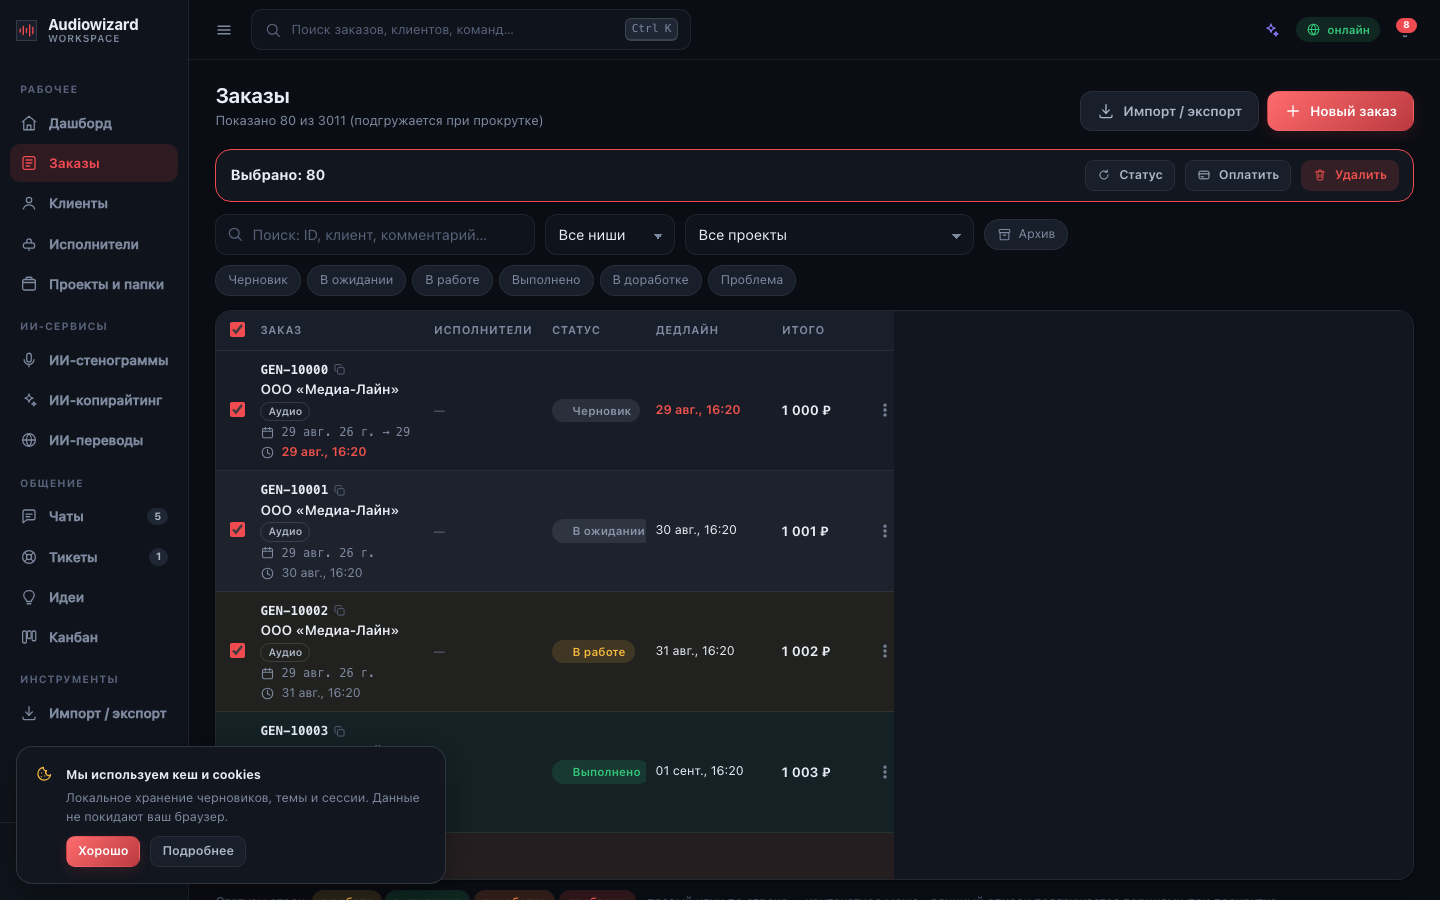 Audiowizard
WORKSPACE
Поиск заказов, клиентов, команд...
Ctrl K
онлайн
8
РАБОЧЕЕ
Дашборд
Заказы
Клиенты
Исполнители
Проекты и папки
ИИ-СЕРВИСЫ
ИИ-стенограммы
ИИ-копирайтинг
ИИ-переводы
ОБЩЕНИЕ
Чаты 5
Тикеты 1
Идеи
Канбан
ИНСТРУМЕНТЫ
Импорт / экспорт
Заказы
Показано 80 из 3011 (подгружается при прокрутке)
Импорт / экспорт
Новый заказ
Выбрано: 80
Статус
Оплатить
Удалить
Поиск: ID, клиент, комментарий...
Все ниши
Все проекты
Архив
Черновик
В ожидании
В работе
Выполнено
В доработке
Проблема
ЗАКАЗ ИСПОЛНИТЕЛИ СТАТУС ДЕДЛАЙН ИТОГО
GEN-10000
ООО «Медиа-Лайн»
Аудио
29 авг. 26 г. → 29
29 авг., 16:20
— Черновик 29 авг., 16:20 1 000 ₽
GEN-10001
ООО «Медиа-Лайн»
Аудио
29 авг. 26 г.
30 авг., 16:20
— В ожидании 30 авг., 16:20 1 001 ₽
GEN-10002
ООО «Медиа-Лайн»
Аудио
29 авг. 26 г.
31 авг., 16:20
— В работе 31 авг., 16:20 1 002 ₽
GEN-10003
Выполнено 01 сент., 16:20 1 003 ₽
Мы используем кеш и cookies
Локальное хранение черновиков, темы и сессии. Данные
не покидают ваш браузер.
Хорошо
Подробнее